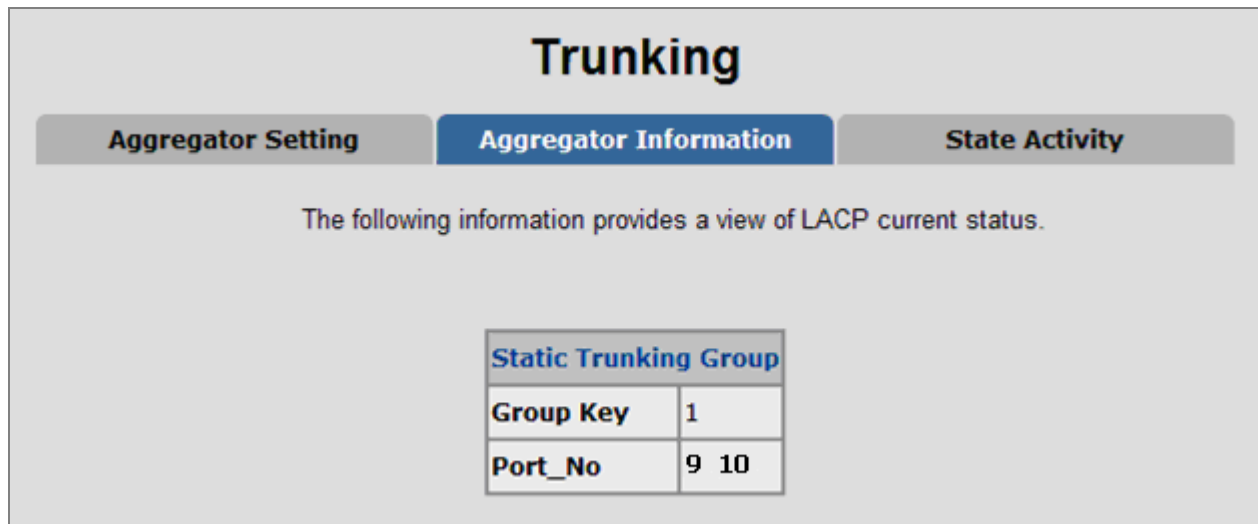 Trunking
Aggregator Setting Aggregator Information State Activity
The following information provides a view of LACP current status.
Static Trunking Group
Group Key 1
Port_No 9 10